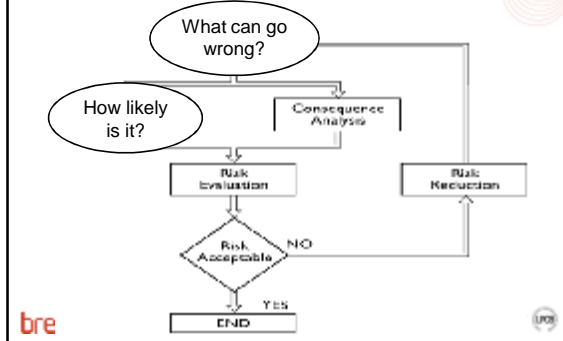 What can go
wrong?
How likely
is it?
Consequence
Analysis
Risk
Evaluation
Risk
Reduction
Risk
Acceptable
NO
YES
END
bre
LPCB